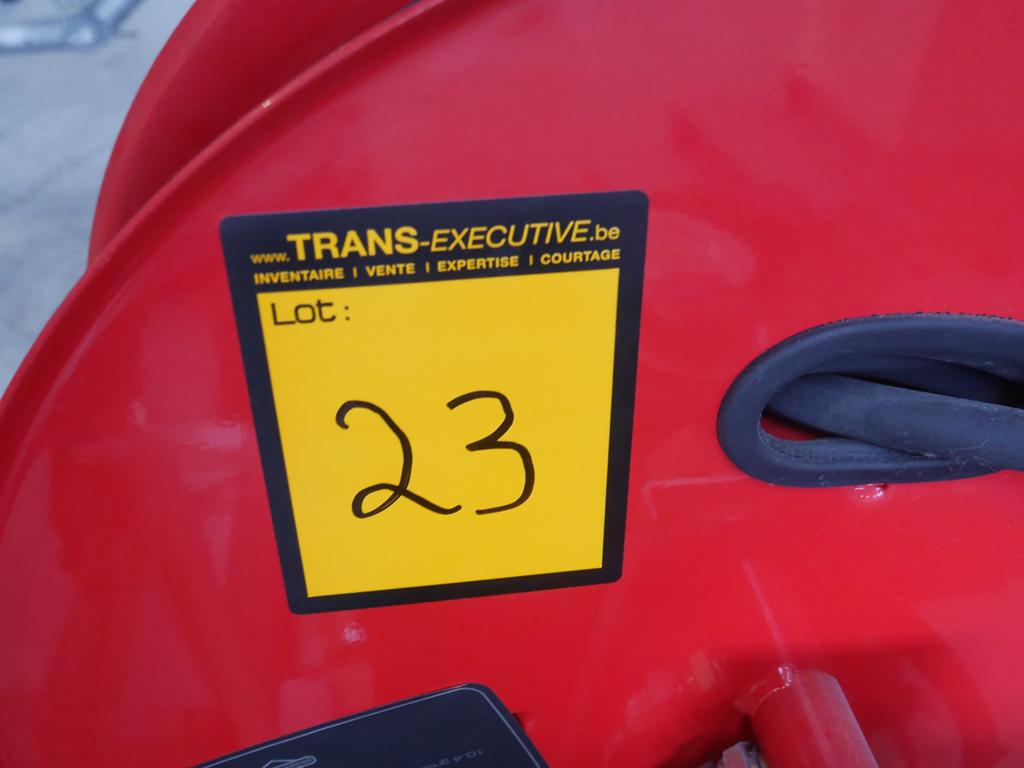 www.TRANS-EXECUTIVE.be
INVENTAIRE | VENTE | EXPERTISE | COURTAGE
Lot:
23